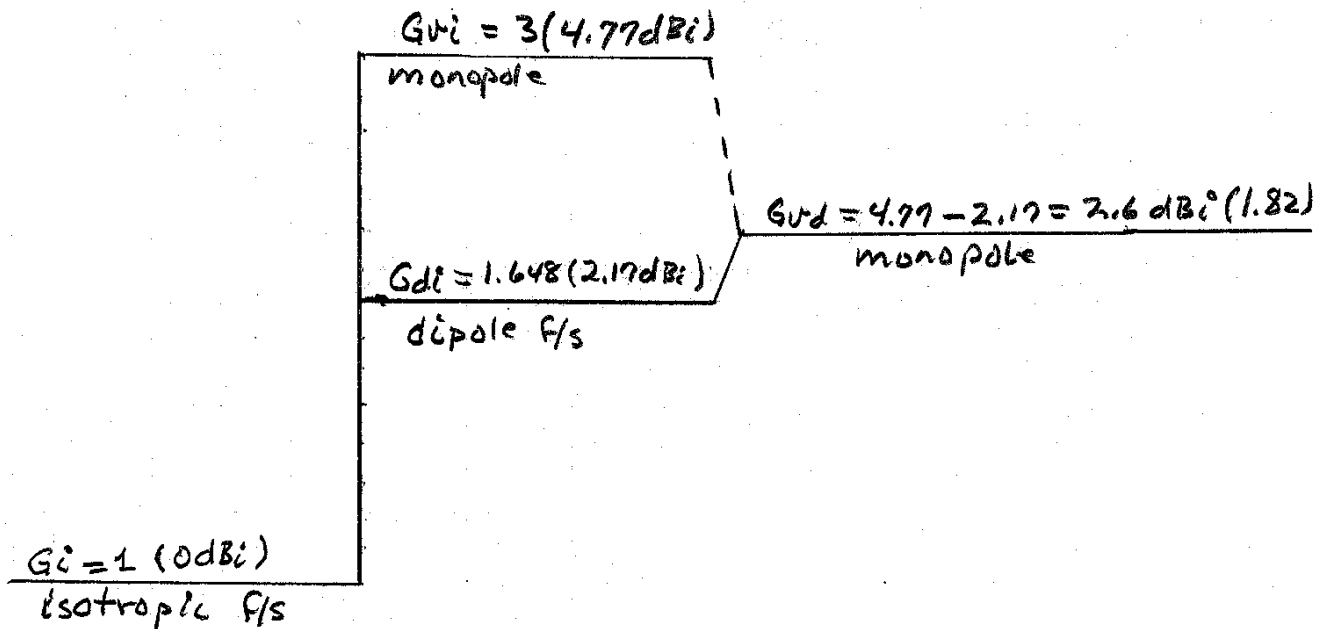 Gvi = 3(4.77dBi)
monopole
Gvd = 4.77 - 2.17 = 2.6 dBi (1.82)
monopole
Gdi = 1.648(2.17dBi)
dipole f/s
Gi = 1 (0dBi)
isotropic f/s